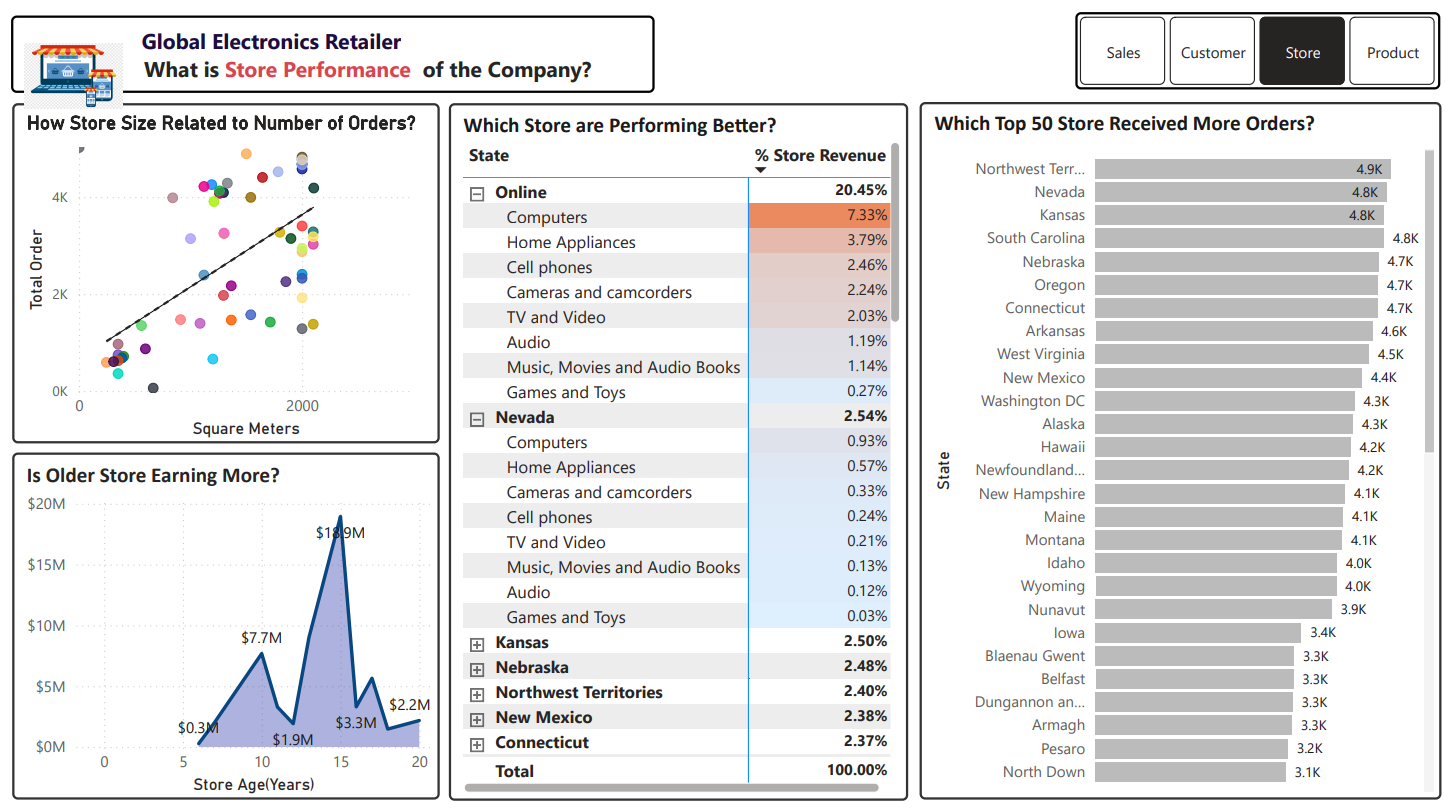 Global Electronics Retailer
What is Store Performance of the Company?
Sales
Customer
Store
Product
How Store Size Related to Number of Orders?
Total Order
4K
2K
0K
0
2000
Square Meters
Is Older Store Earning More?
$20M
$15M
$10M
$5M
$0M
$0.3M
$7.7M
$1.9M
$18.9M
$3.3M
$2.2M
0
5
10
15
20
Store Age(Years)
Which Store are Performing Better?
State % Store Revenue
Online 20.45%
Computers 7.33%
Home Appliances 3.79%
Cell phones 2.46%
Cameras and camcorders 2.24%
TV and Video 2.03%
Audio 1.19%
Music, Movies and Audio Books 1.14%
Games and Toys 0.27%
Nevada 2.54%
Computers 0.93%
Home Appliances 0.57%
Cameras and camcorders 0.33%
Cell phones 0.24%
TV and Video 0.21%
Music, Movies and Audio Books 0.13%
Audio 0.12%
Games and Toys 0.03%
Kansas 2.50%
Nebraska 2.48%
Northwest Territories 2.40%
New Mexico 2.38%
Connecticut 2.37%
Total 100.00%
Which Top 50 Store Received More Orders?
State
Northwest Terr... 4.9K
Nevada 4.8K
Kansas 4.8K
South Carolina 4.8K
Nebraska 4.7K
Oregon 4.7K
Connecticut 4.7K
Arkansas 4.6K
West Virginia 4.5K
New Mexico 4.4K
Washington DC 4.3K
Alaska 4.3K
Hawaii 4.2K
Newfoundland... 4.2K
New Hampshire 4.1K
Maine 4.1K
Montana 4.1K
Idaho 4.0K
Wyoming 4.0K
Nunavut 3.9K
Iowa 3.4K
Blaenau Gwent 3.3K
Belfast 3.3K
Dungannon an... 3.3K
Armagh 3.3K
Pesaro 3.2K
North Down 3.1K